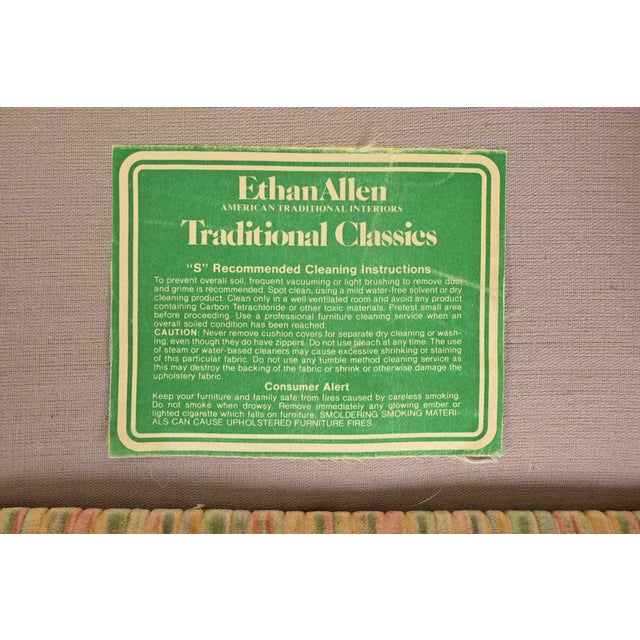 Ethan Allen
AMERICAN TRADITIONAL INTERIORS
Traditional Classics
"S" Recommended Cleaning Instructions
To prevent overall soil, frequent vacuuming or light brushing to remove dust
and grime is recommended. Spot clean, using a mild water-free solvent or dry
cleaning product. Clean only in a well ventilated room and avoid any product
containing Carbon Tetrachloride or other toxic materials. Pretest small area
before proceeding. Use a professional furniture cleaning service when an
overall soiled condition has been reached.
CAUTION: Never remove cushion covers for separate dry cleaning or wash-
ing, even though they do have zippers. Do not use bleach at any time. The use
of steam or water-based cleaners may cause excessive shrinking or staining
of this particular fabric. Do not use any tumble method cleaning system as
this may destroy the backing of the fabric or shrink or otherwise damage the
upholstery fabric.
Consumer Alert
Keep your furniture and family safe from fires caused by careless smoking.
Do not smoke when drowsy. Remove immediately any glowing ember or
lighted cigarette which falls on furniture. SMOLDERING SMOKING MATERI-
ALS CAN CAUSE UPHOLSTERED FURNITURE FIRES.